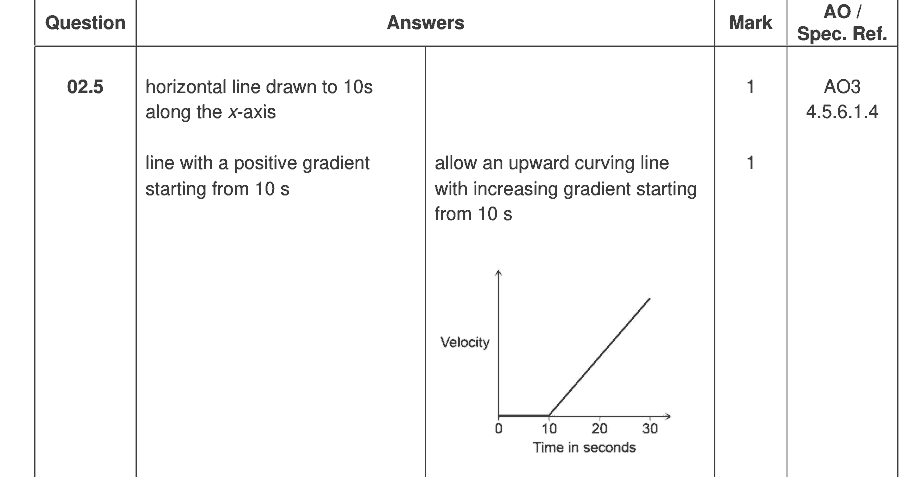 Question
Answers
Mark
AO /
Spec. Ref.
02.5
horizontal line drawn to 10s
along the x-axis
1
AO3
4.5.6.1.4
line with a positive gradient
starting from 10 s
allow an upward curving line
with increasing gradient starting
from 10 s
1
Velocity
0 10 20 30
Time in seconds